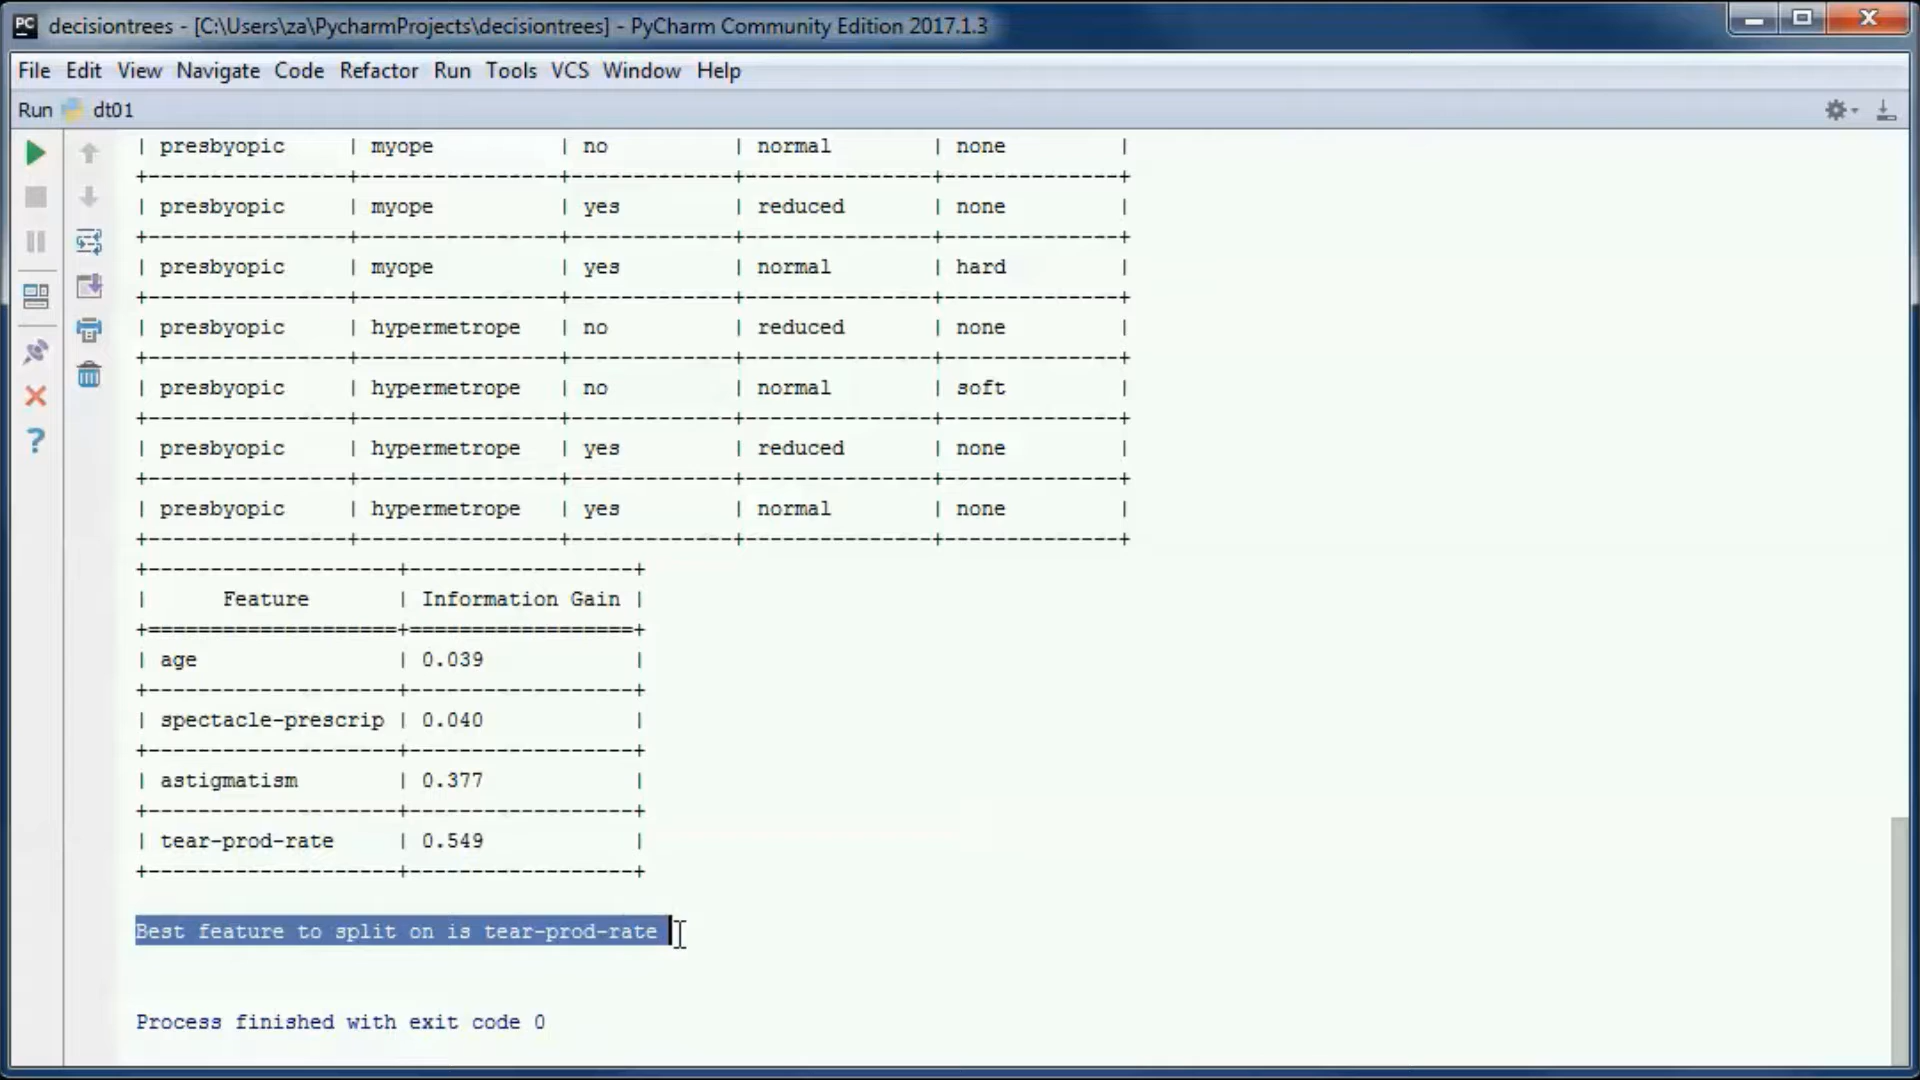 decisiontrees - [C:\Users\za\PycharmProjects\decisiontrees] - PyCharm Community Edition 2017.1.3
File Edit View Navigate Code Refactor Run Tools VCS Window Help
Run dt01
| presbyopic | myope | no | normal | none |
+----------------+----------------+-------------+---------------+--------------+
| presbyopic | myope | yes | reduced | none |
+----------------+----------------+-------------+---------------+--------------+
| presbyopic | myope | yes | normal | hard |
+----------------+----------------+-------------+---------------+--------------+
| presbyopic | hypermetrope | no | reduced | none |
+----------------+----------------+-------------+---------------+--------------+
| presbyopic | hypermetrope | no | normal | soft |
+----------------+----------------+-------------+---------------+--------------+
| presbyopic | hypermetrope | yes | reduced | none |
+----------------+----------------+-------------+---------------+--------------+
| presbyopic | hypermetrope | yes | normal | none |
+----------------+----------------+-------------+---------------+--------------+
+--------------------+------------------+
| Feature | Information Gain |
+====================+==================+
| age | 0.039 |
+--------------------+------------------+
| spectacle-prescrip | 0.040 |
+--------------------+------------------+
| astigmatism | 0.377 |
+--------------------+------------------+
| tear-prod-rate | 0.549 |
+--------------------+------------------+
Best feature to split on is tear-prod-rate
Process finished with exit code 0